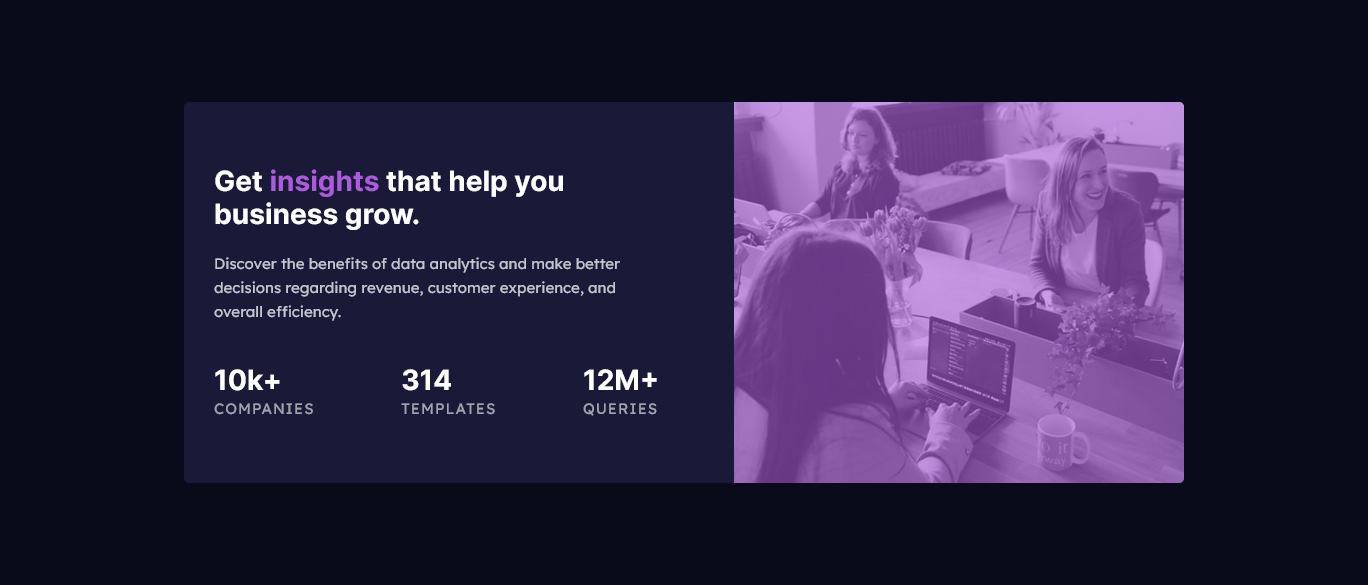 Get insights that help you
business grow.
Discover the benefits of data analytics and make better
decisions regarding revenue, customer experience, and
overall efficiency.
10k+ 314 12M+
COMPANIES TEMPLATES QUERIES